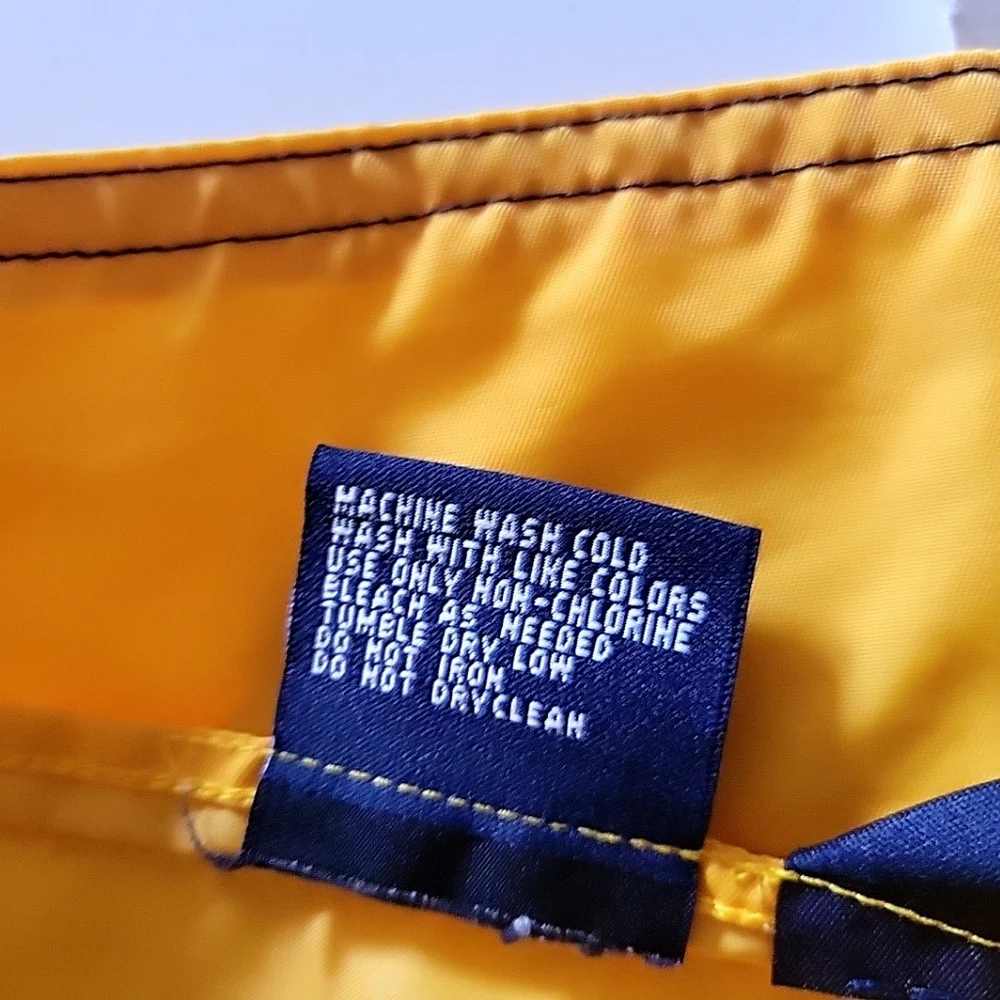 MACHINE WASH COLD
WASH WITH LIKE COLORS
USE ONLY NON-CHLORINE
BLEACH AS NEEDED
TUMBLE DRY LOW
DO NOT IRON
DO NOT DRYCLEAN